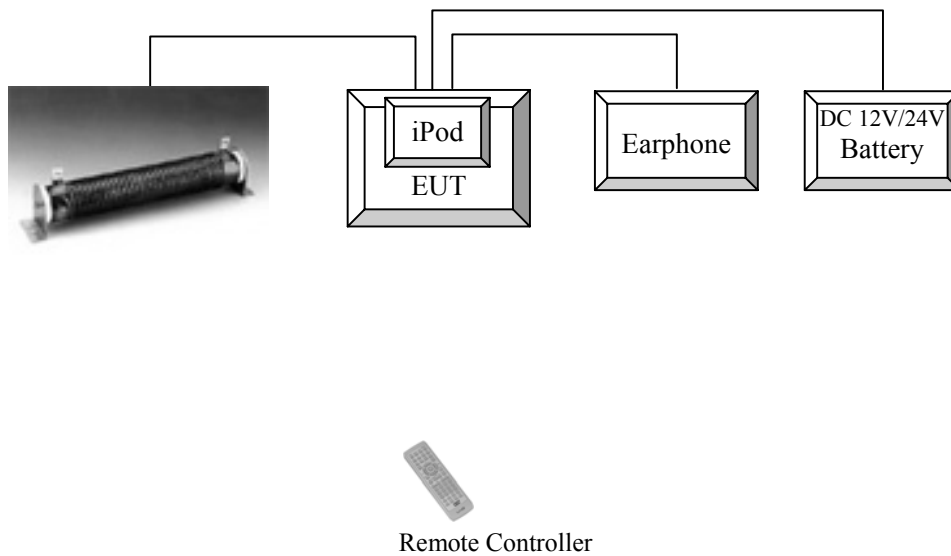 iPod
EUT
Earphone
DC 12V/24V
Battery
Remote Controller